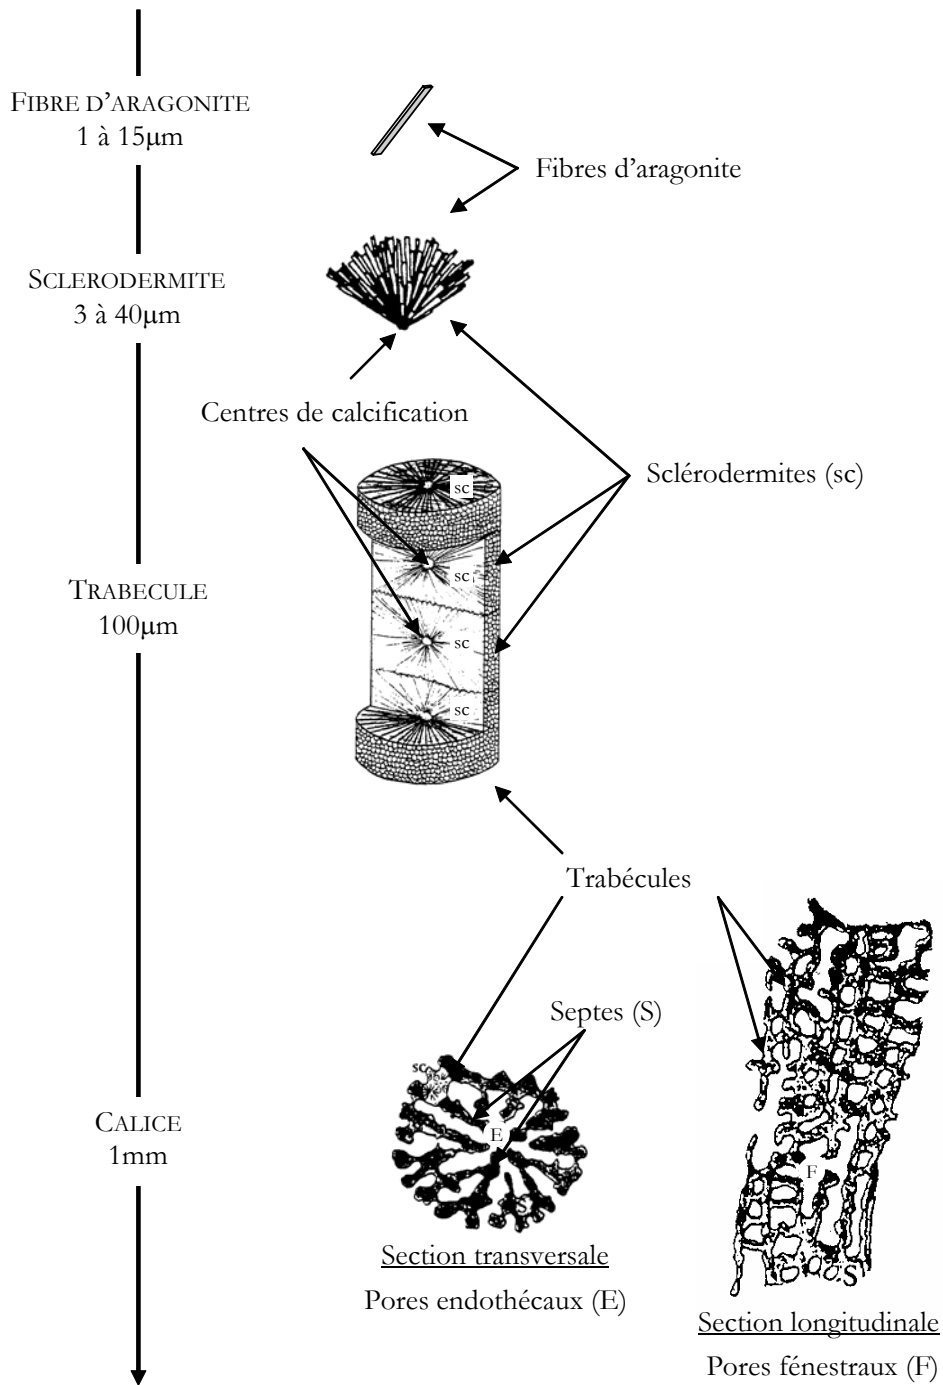 FIBRE D'ARAGONITE
1 à 15µm
Fibres d'aragonite
SCLERODERMITE
3 à 40µm
Centres de calcification
Sclérodermites (sc)
sc
sc
sc
sc
TRABECULE
100µm
Trabécules
Septes (S)
sc
E
S
F
S
CALICE
1mm
Section transversale
Pores endothécaux (E)
Section longitudinale
Pores fénestraux (F)